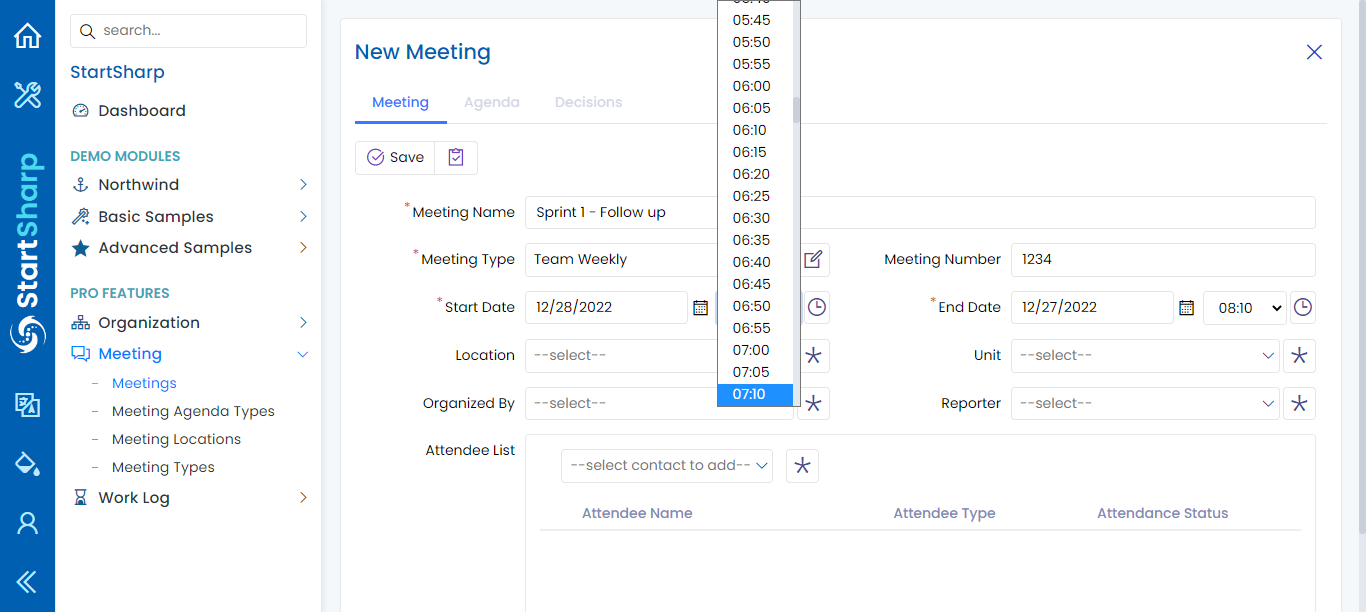 search...
StartSharp
Dashboard
DEMO MODULES
Northwind
Basic Samples
Advanced Samples
PRO FEATURES
Organization
Meeting
Meetings
Meeting Agenda Types
Meeting Locations
Meeting Types
Work Log
StartSharp
New Meeting
Meeting Agenda Decisions
Save
*Meeting Name Sprint 1 - Follow up
*Meeting Type Team Weekly
Meeting Number 1234
*Start Date 12/28/2022
*End Date 12/27/2022 08:10
Location --select--
Unit --select--
Organized By --select--
Reporter --select--
Attendee List
--select contact to add--
Attendee Name Attendee Type Attendance Status
05:45
05:50
05:55
06:00
06:05
06:10
06:15
06:20
06:25
06:30
06:35
06:40
06:45
06:50
06:55
07:00
07:05
07:10